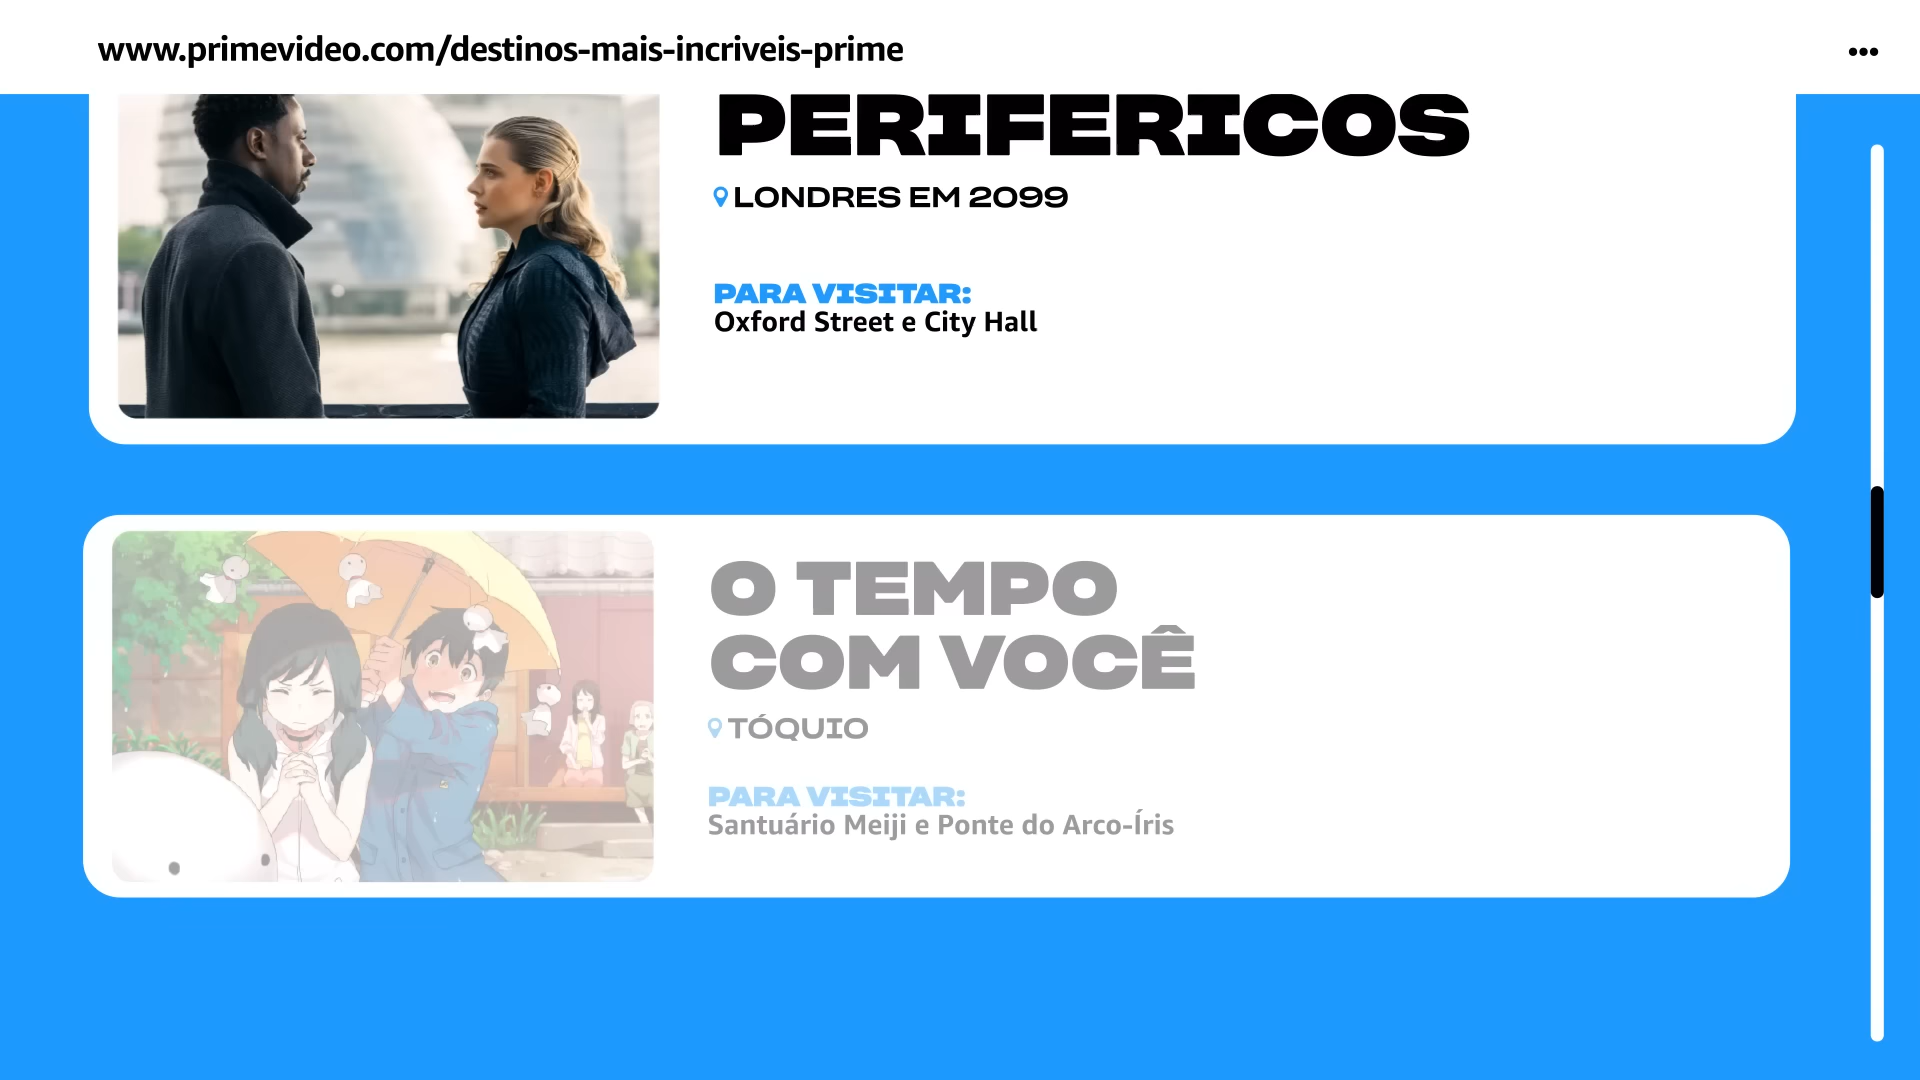 www.primevideo.com/destinos-mais-incriveis-prime
PERIFERICOS
LONDRES EM 2099
PARA VISITAR:
Oxford Street e City Hall
O TEMPO
COM VOCÊ
TÓQUIO
PARA VISITAR:
Santuário Meiji e Ponte do Arco-Íris